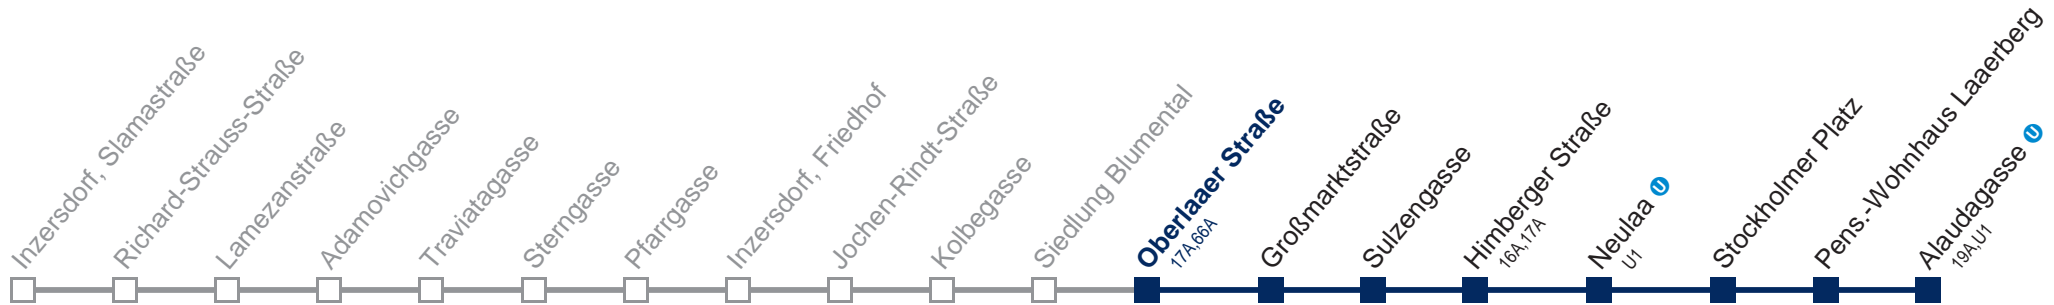 Inzersdorf, Slamastraße
Richard-Strauss-Straße
Lamezanstraße
Adamovichgasse
Traviatagasse
Sterngasse
Pfarrgasse
Inzersdorf, Friedhof
Jochen-Rindt-Straße
Kolbegasse
Siedlung Blumental
Oberlaaer Straße
17A,66A
Großmarktstraße
Sulzengasse
Himberger Straße
16A,17A
Neulaa U
U1
Stockholmer Platz
Pens.-Wohnhaus Laaerberg
Alaudagasse U
19A,U1